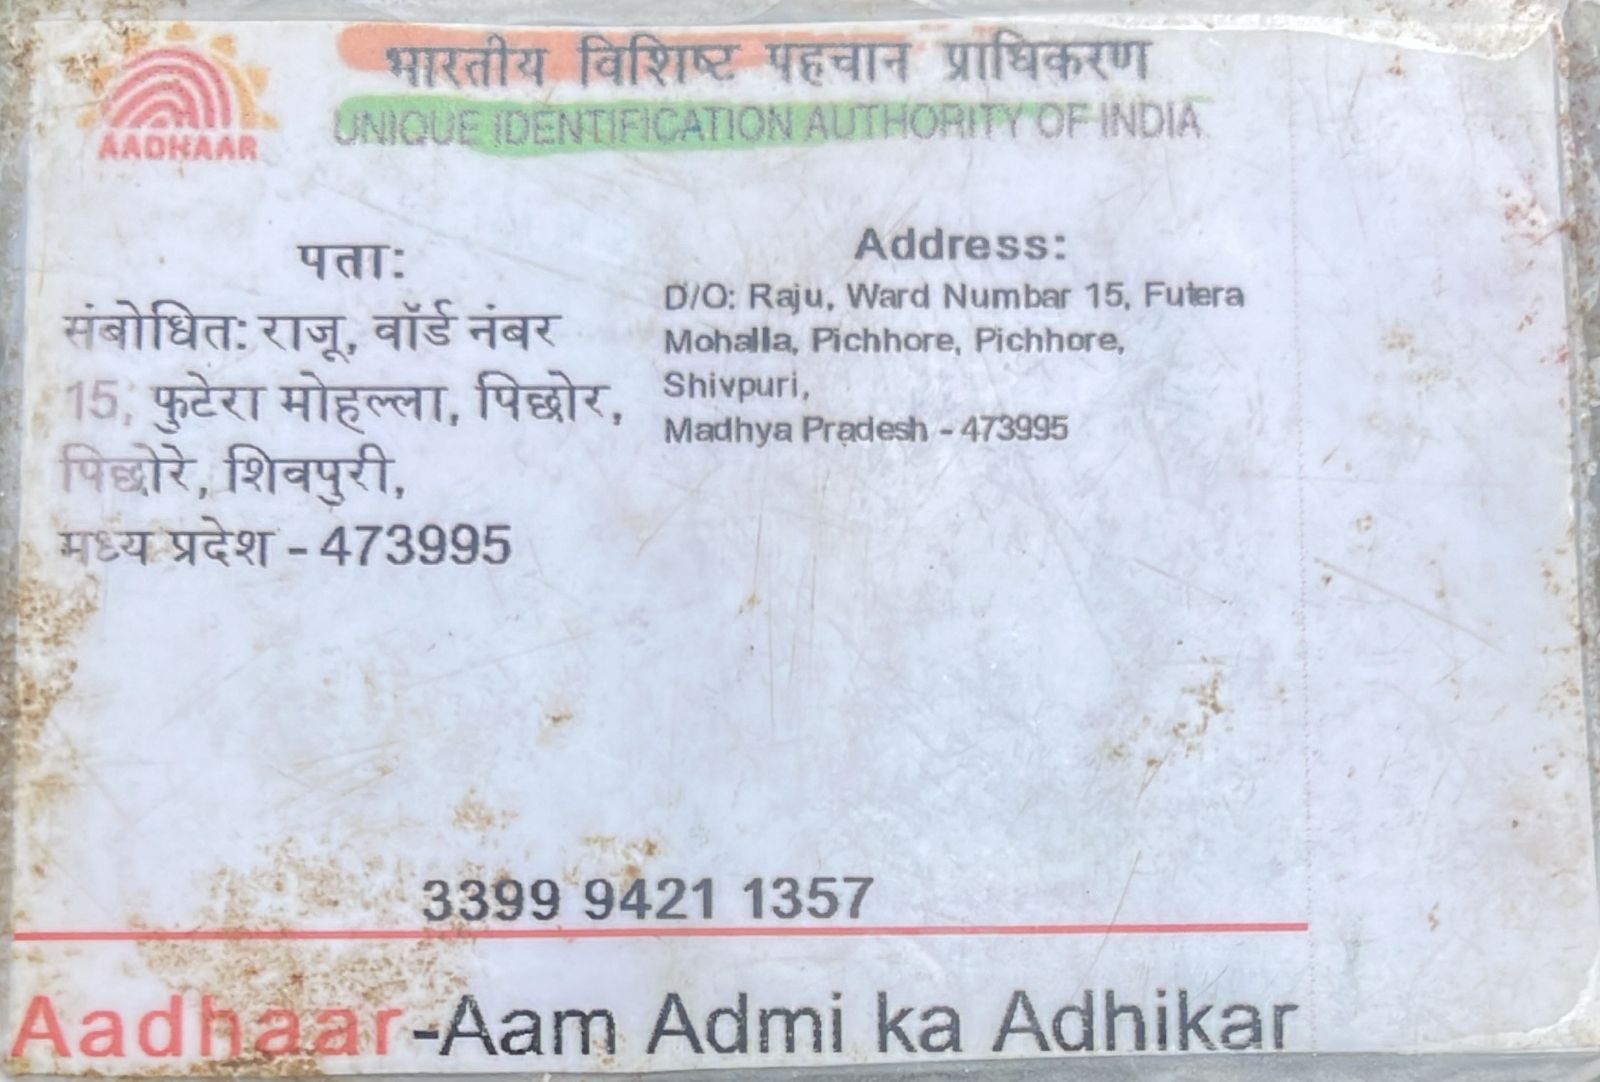 भारतीय विशिष्ट पहचान प्राधिकरण
AADHAAR
UNIQUE IDENTIFICATION AUTHORITY OF INDIA
पता:
संबोधित: राजू, वॉर्ड नंबर
15, फुटेरा मोहल्ला, पिछोर,
पिछोरे, शिवपुरी,
मध्य प्रदेश - 473995
Address:
D/O: Raju, Ward Numbar 15, Futera
Mohalla, Pichhore, Pichhore,
Shivpuri,
Madhya Pradesh - 473995
3399 9421 1357
Aadhaar-Aam Admi ka Adhikar